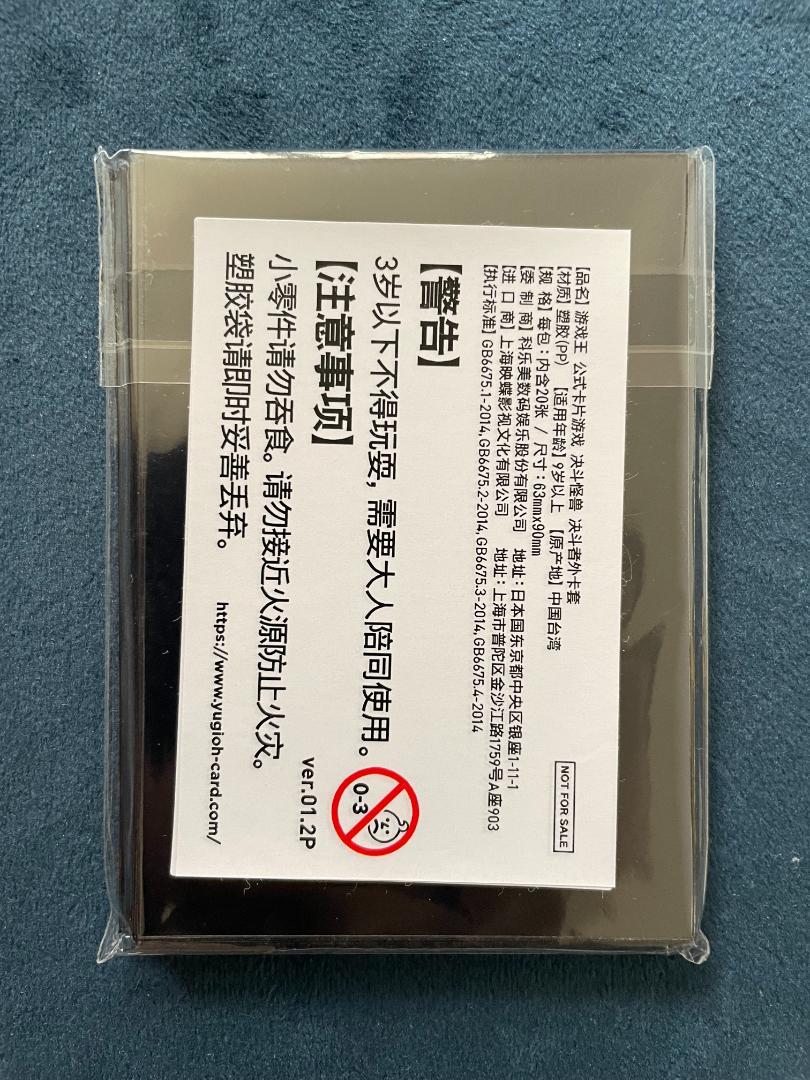 【品名】游戏王 公式卡片游戏 决斗怪兽 决斗者外卡套
【材质】塑胶(PP) 【适用年龄】9岁以上 【原产地】中国台湾
【规 格】每包:内含20张 / 尺寸:63mmx90mm
【委 制 商】科乐美数码娱乐股份有限公司 地址:日本国东京都中央区银座1-11-1
【进 口 商】上海映蝶影视文化有限公司 地址:上海市普陀区金沙江路1759号A座903
【执行标准】GB6675.1-2014,GB6675.2-2014,GB6675.3-2014,GB6675.4-2014
NOT FOR SALE
【警告】
3岁以下不得玩耍,需要大人陪同使用。
0-3
【注意事项】
小零件请勿吞食。请勿接近火源防止火灾。
塑胶袋请即时妥善丢弃。
ver.01.2P
https://www.yugioh-card.com/